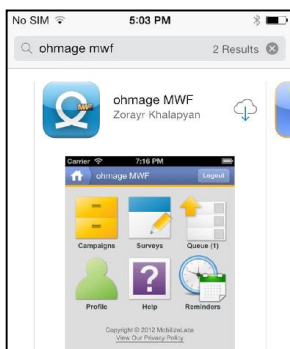 No SIM 5:03 PM
ohmage mwf 2 Results
MWF
ohmage MWF
Zorayr Khalapyan
Carrier 7:16 PM
ohmage MWF Logout
Campaigns Surveys Queue (1)
?
Profile Help Reminders
Copyright © 2012 MobilizeLabs
View Our Privacy Policy